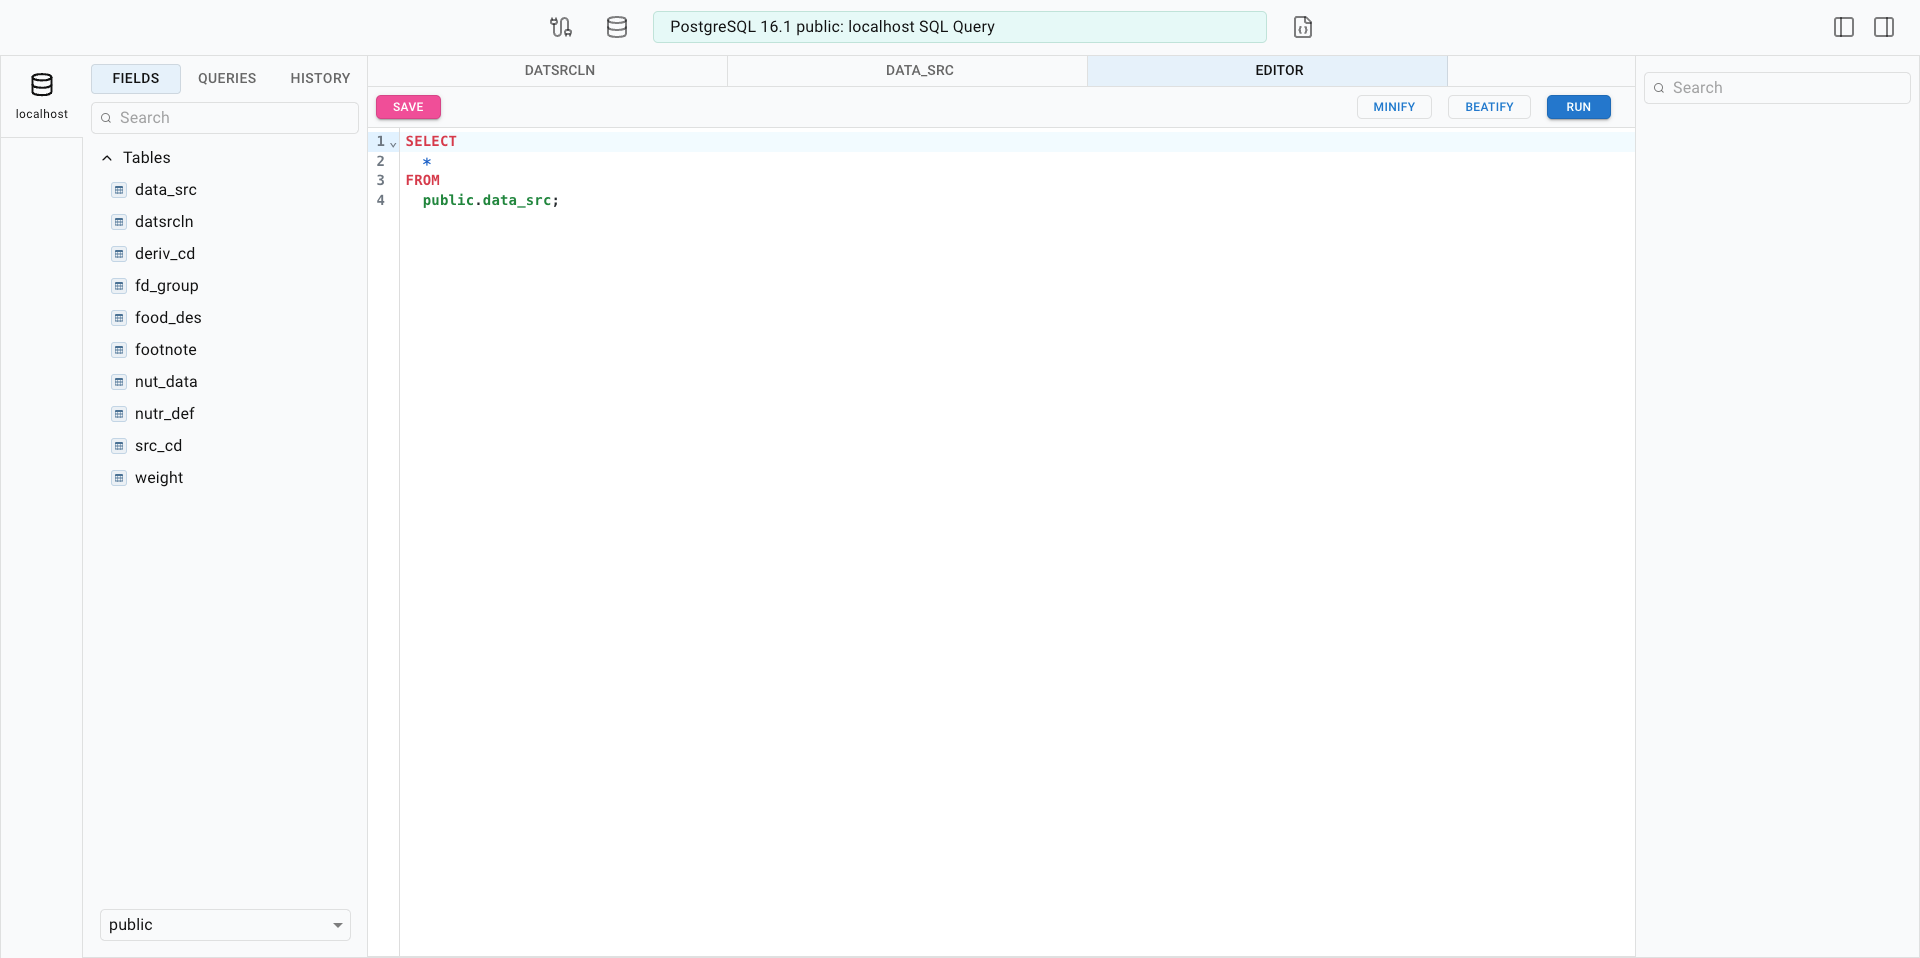 PostgreSQL 16.1 public: localhost SQL Query
localhost
FIELDS QUERIES HISTORY
Search
Tables
data_src
datsrcln
deriv_cd
fd_group
food_des
footnote
nut_data
nutr_def
src_cd
weight
public
DATSRCLN DATA_SRC EDITOR
SAVE MINIFY BEATIFY RUN
1 SELECT
2 *
3 FROM
4 public.data_src;
Search